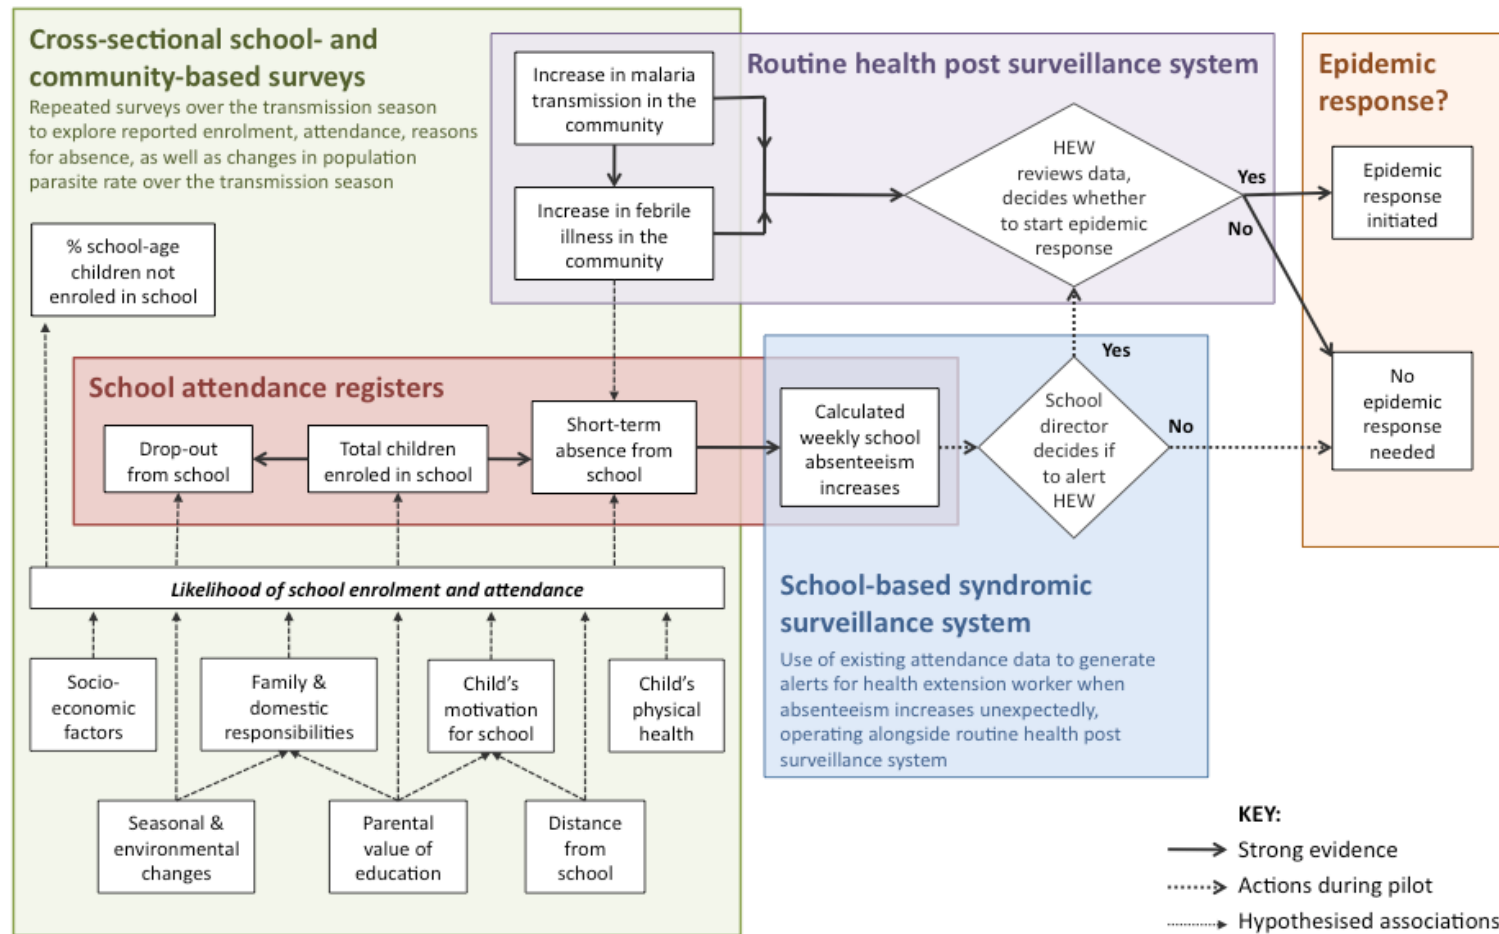 Cross-sectional school- and
community-based surveys
Repeated surveys over the transmission season
to explore reported enrolment, attendance, reasons
for absence, as well as changes in population
parasite rate over the transmission season
% school-age
children not
enroled in school
Increase in malaria
transmission in the
community
Increase in febrile
illness in the
community
Routine health post surveillance system
HEW
reviews data,
decides whether
to start epidemic
response
Yes
No
Epidemic
response?
Epidemic
response
initiated
No
epidemic
response
needed
School attendance registers
Drop-out
from school
Total children
enroled in school
Short-term
absence from
school
Calculated
weekly school
absenteeism
increases
School
director
decides if
to alert
HEW
Yes
No
School-based syndromic
surveillance system
Use of existing attendance data to generate
alerts for health extension worker when
absenteeism increases unexpectedly,
operating alongside routine health post
surveillance system
Likelihood of school enrolment and attendance
Socio-
economic
factors
Family &
domestic
responsibilities
Child's
motivation
for school
Child's
physical
health
Seasonal &
environmental
changes
Parental
value of
education
Distance
from
school
KEY:
Strong evidence
Actions during pilot
Hypothesised associations